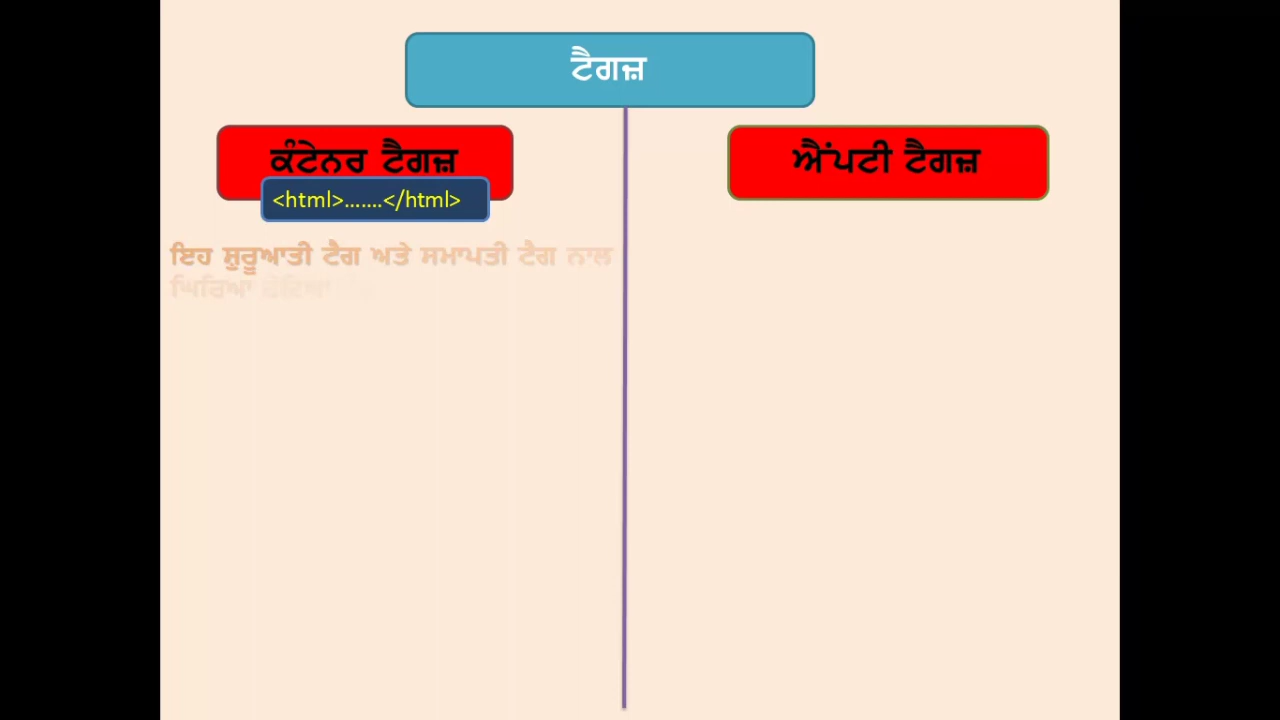 ਟੈਗਜ਼
ਕੰਟੇਨਰ ਟੈਗਜ਼
ਐਂਪਟੀ ਟੈਗਜ਼
<html>.......</html>
ਇਹ ਸ਼ੁਰੂਆਤੀ ਟੈਗ ਅਤੇ ਸਮਾਪਤੀ ਟੈਗ ਨਾਲ
ਘਿਰਿਆ